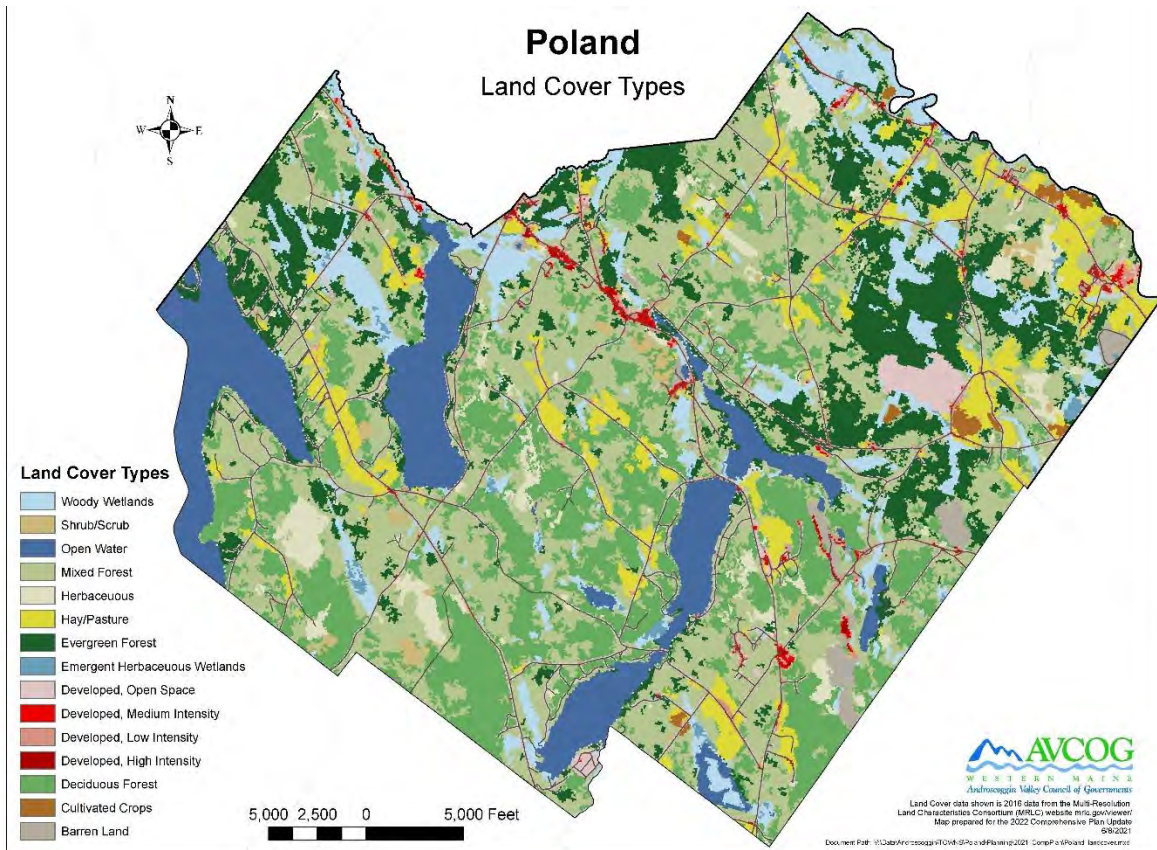 Poland
Land Cover Types
N
W E
S
Land Cover Types
Woody Wetlands
Shrub/Scrub
Open Water
Mixed Forest
Herbaceuous
Hay/Pasture
Evergreen Forest
Emergent Herbaceuous Wetlands
Developed, Open Space
Developed, Medium Intensity
Developed, Low Intensity
Developed, High Intensity
Deciduous Forest
Cultivated Crops
Barren Land
5,000 2,500 0 5,000 Feet
AVCOG
WESTERN MAINE
Androscoggin Valley Council of Governments
Land Cover data shown is 2016 data from the Multi-Resolution
Land Characteristics Consortium (MRLC) website mrlc.gov/viewer/
Map prepared for the 2022 Comprehensive Plan Update
6/8/2021
Document Path: